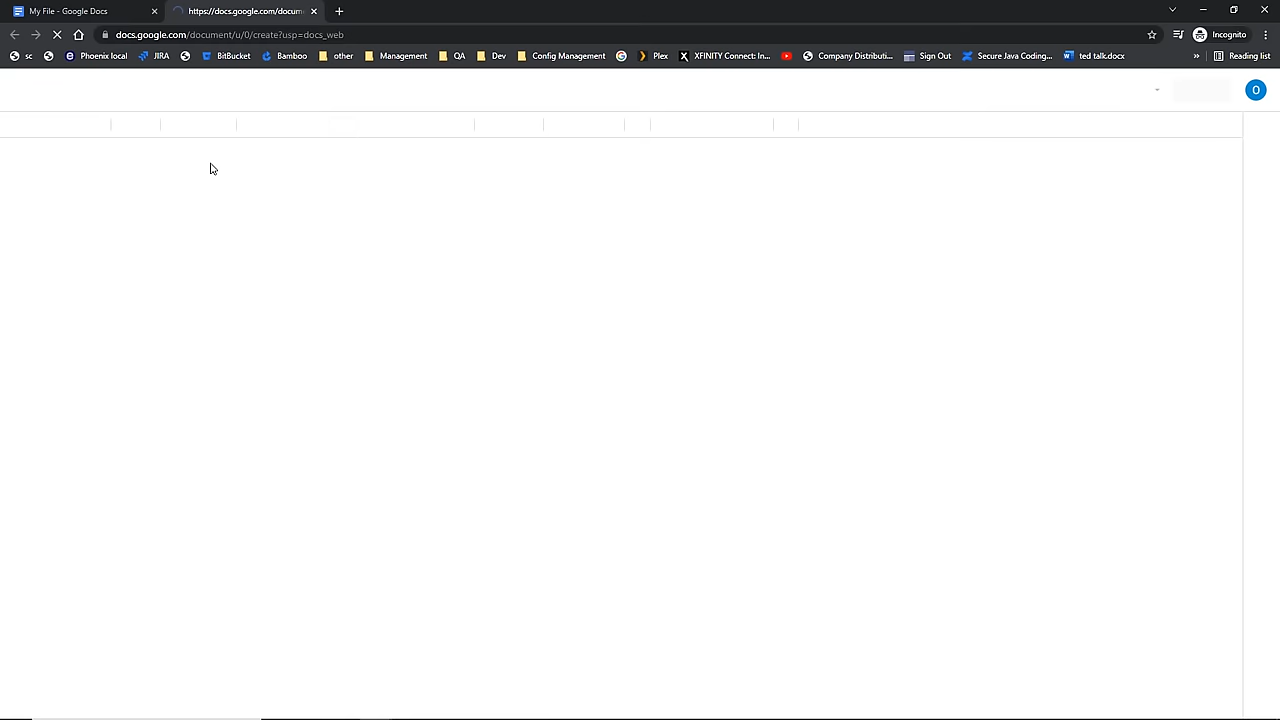 My File - Google Docs
https://docs.google.com/docum
docs.google.com/document/u/0/create?usp=docs_web
Incognito
sc Phoenix local JIRA BitBucket Bamboo other Management QA Dev Config Management Plex XFINITY Connect: In... Company Distributi... Sign Out Secure Java Coding... ted talk.docx » Reading list
O